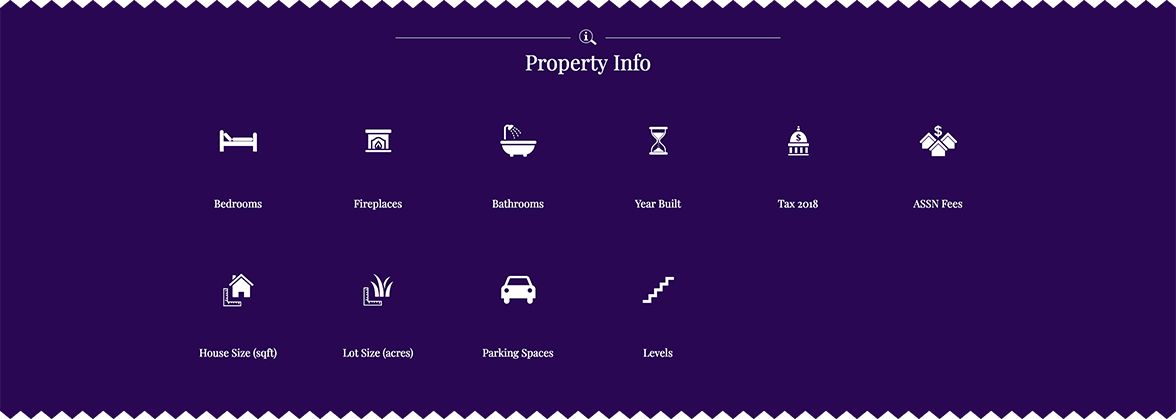 Property Info
Bedrooms
Fireplaces
Bathrooms
Year Built
Tax 2018
ASSN Fees
House Size (sqft)
Lot Size (acres)
Parking Spaces
Levels